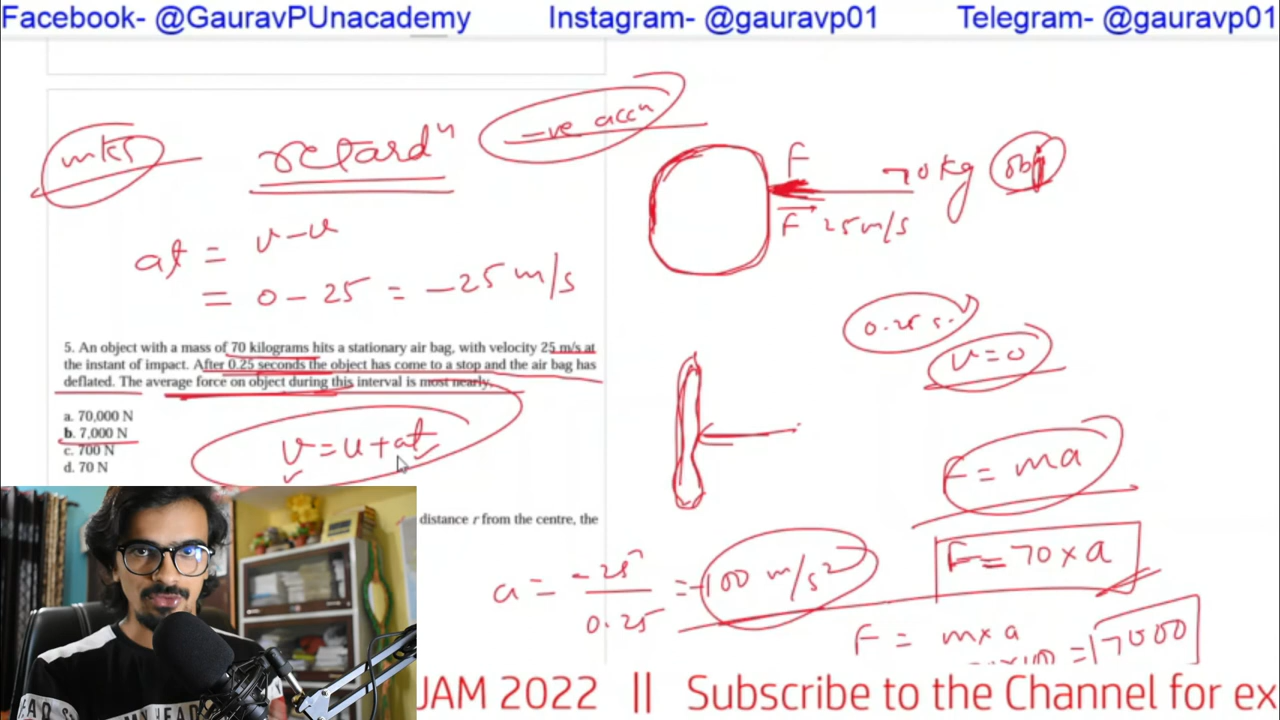 Facebook- @GauravPUnacademy Instagram- @gauravp01 Telegram- @gauravp01
mks
retardⁿ
-ve accⁿ
F
70 kg obj
F 25 m/s
at = v-u
= 0 - 25 = -25 m/s
0.25 s.
v=0
5. An object with a mass of 70 kilograms hits a stationary air bag, with velocity 25 m/s at
the instant of impact. After 0.25 seconds the object has come to a stop and the air bag has
deflated. The average force on object during this interval is most nearly.
a. 70,000 N
b. 7,000 N
c. 700 N
d. 70 N
v = u + at
F = ma
distance r from the centre, the
a = -25 / 0.25 = -100 m/s²
F = 70 x a
F = m x a
= 7000
JAM 2022 || Subscribe to the Channel for ex